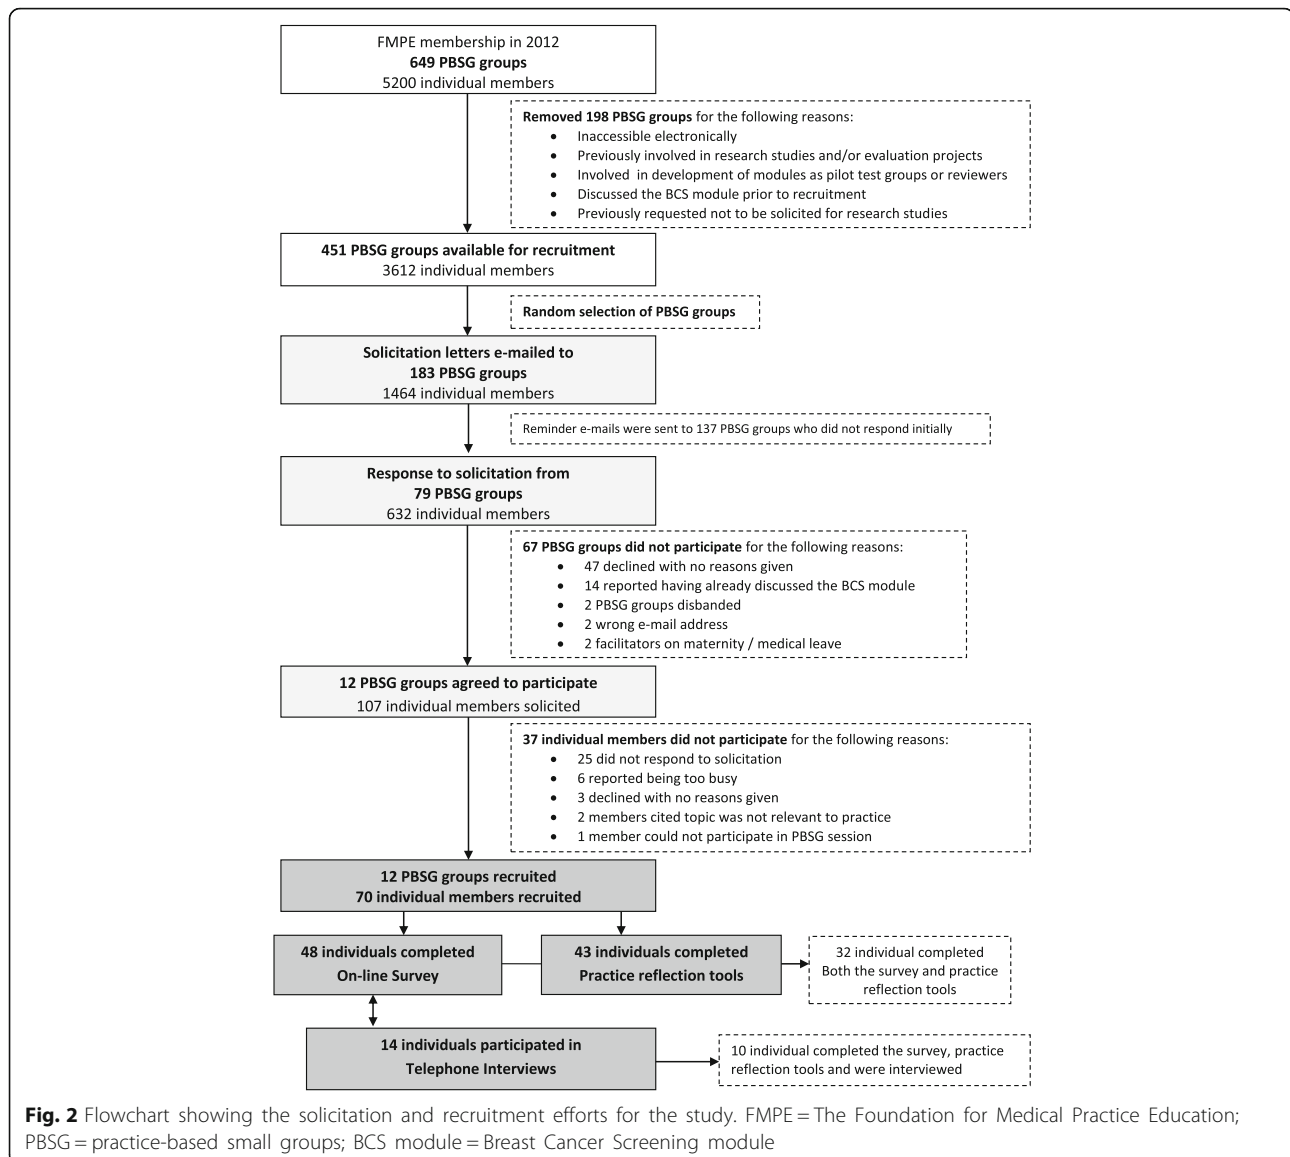 FMPE membership in 2012
649 PBSG groups
5200 individual members
Removed 198 PBSG groups for the following reasons:
• Inaccessible electronically
• Previously involved in research studies and/or evaluation projects
• Involved in development of modules as pilot test groups or reviewers
• Discussed the BCS module prior to recruitment
• Previously requested not to be solicited for research studies
451 PBSG groups available for recruitment
3612 individual members
Random selection of PBSG groups
Solicitation letters e-mailed to
183 PBSG groups
1464 individual members
Reminder e-mails were sent to 137 PBSG groups who did not respond initially
Response to solicitation from
79 PBSG groups
632 individual members
67 PBSG groups did not participate for the following reasons:
• 47 declined with no reasons given
• 14 reported having already discussed the BCS module
• 2 PBSG groups disbanded
• 2 wrong e-mail address
• 2 facilitators on maternity / medical leave
12 PBSG groups agreed to participate
107 individual members solicited
37 individual members did not participate for the following reasons:
• 25 did not respond to solicitation
• 6 reported being too busy
• 3 declined with no reasons given
• 2 members cited topic was not relevant to practice
• 1 member could not participate in PBSG session
12 PBSG groups recruited
70 individual members recruited
48 individuals completed
On-line Survey
43 individuals completed
Practice reflection tools
32 individual completed
Both the survey and practice
reflection tools
14 individuals participated in
Telephone Interviews
10 individual completed the survey, practice
reflection tools and were interviewed
Fig. 2 Flowchart showing the solicitation and recruitment efforts for the study. FMPE = The Foundation for Medical Practice Education;
PBSG = practice-based small groups; BCS module = Breast Cancer Screening module